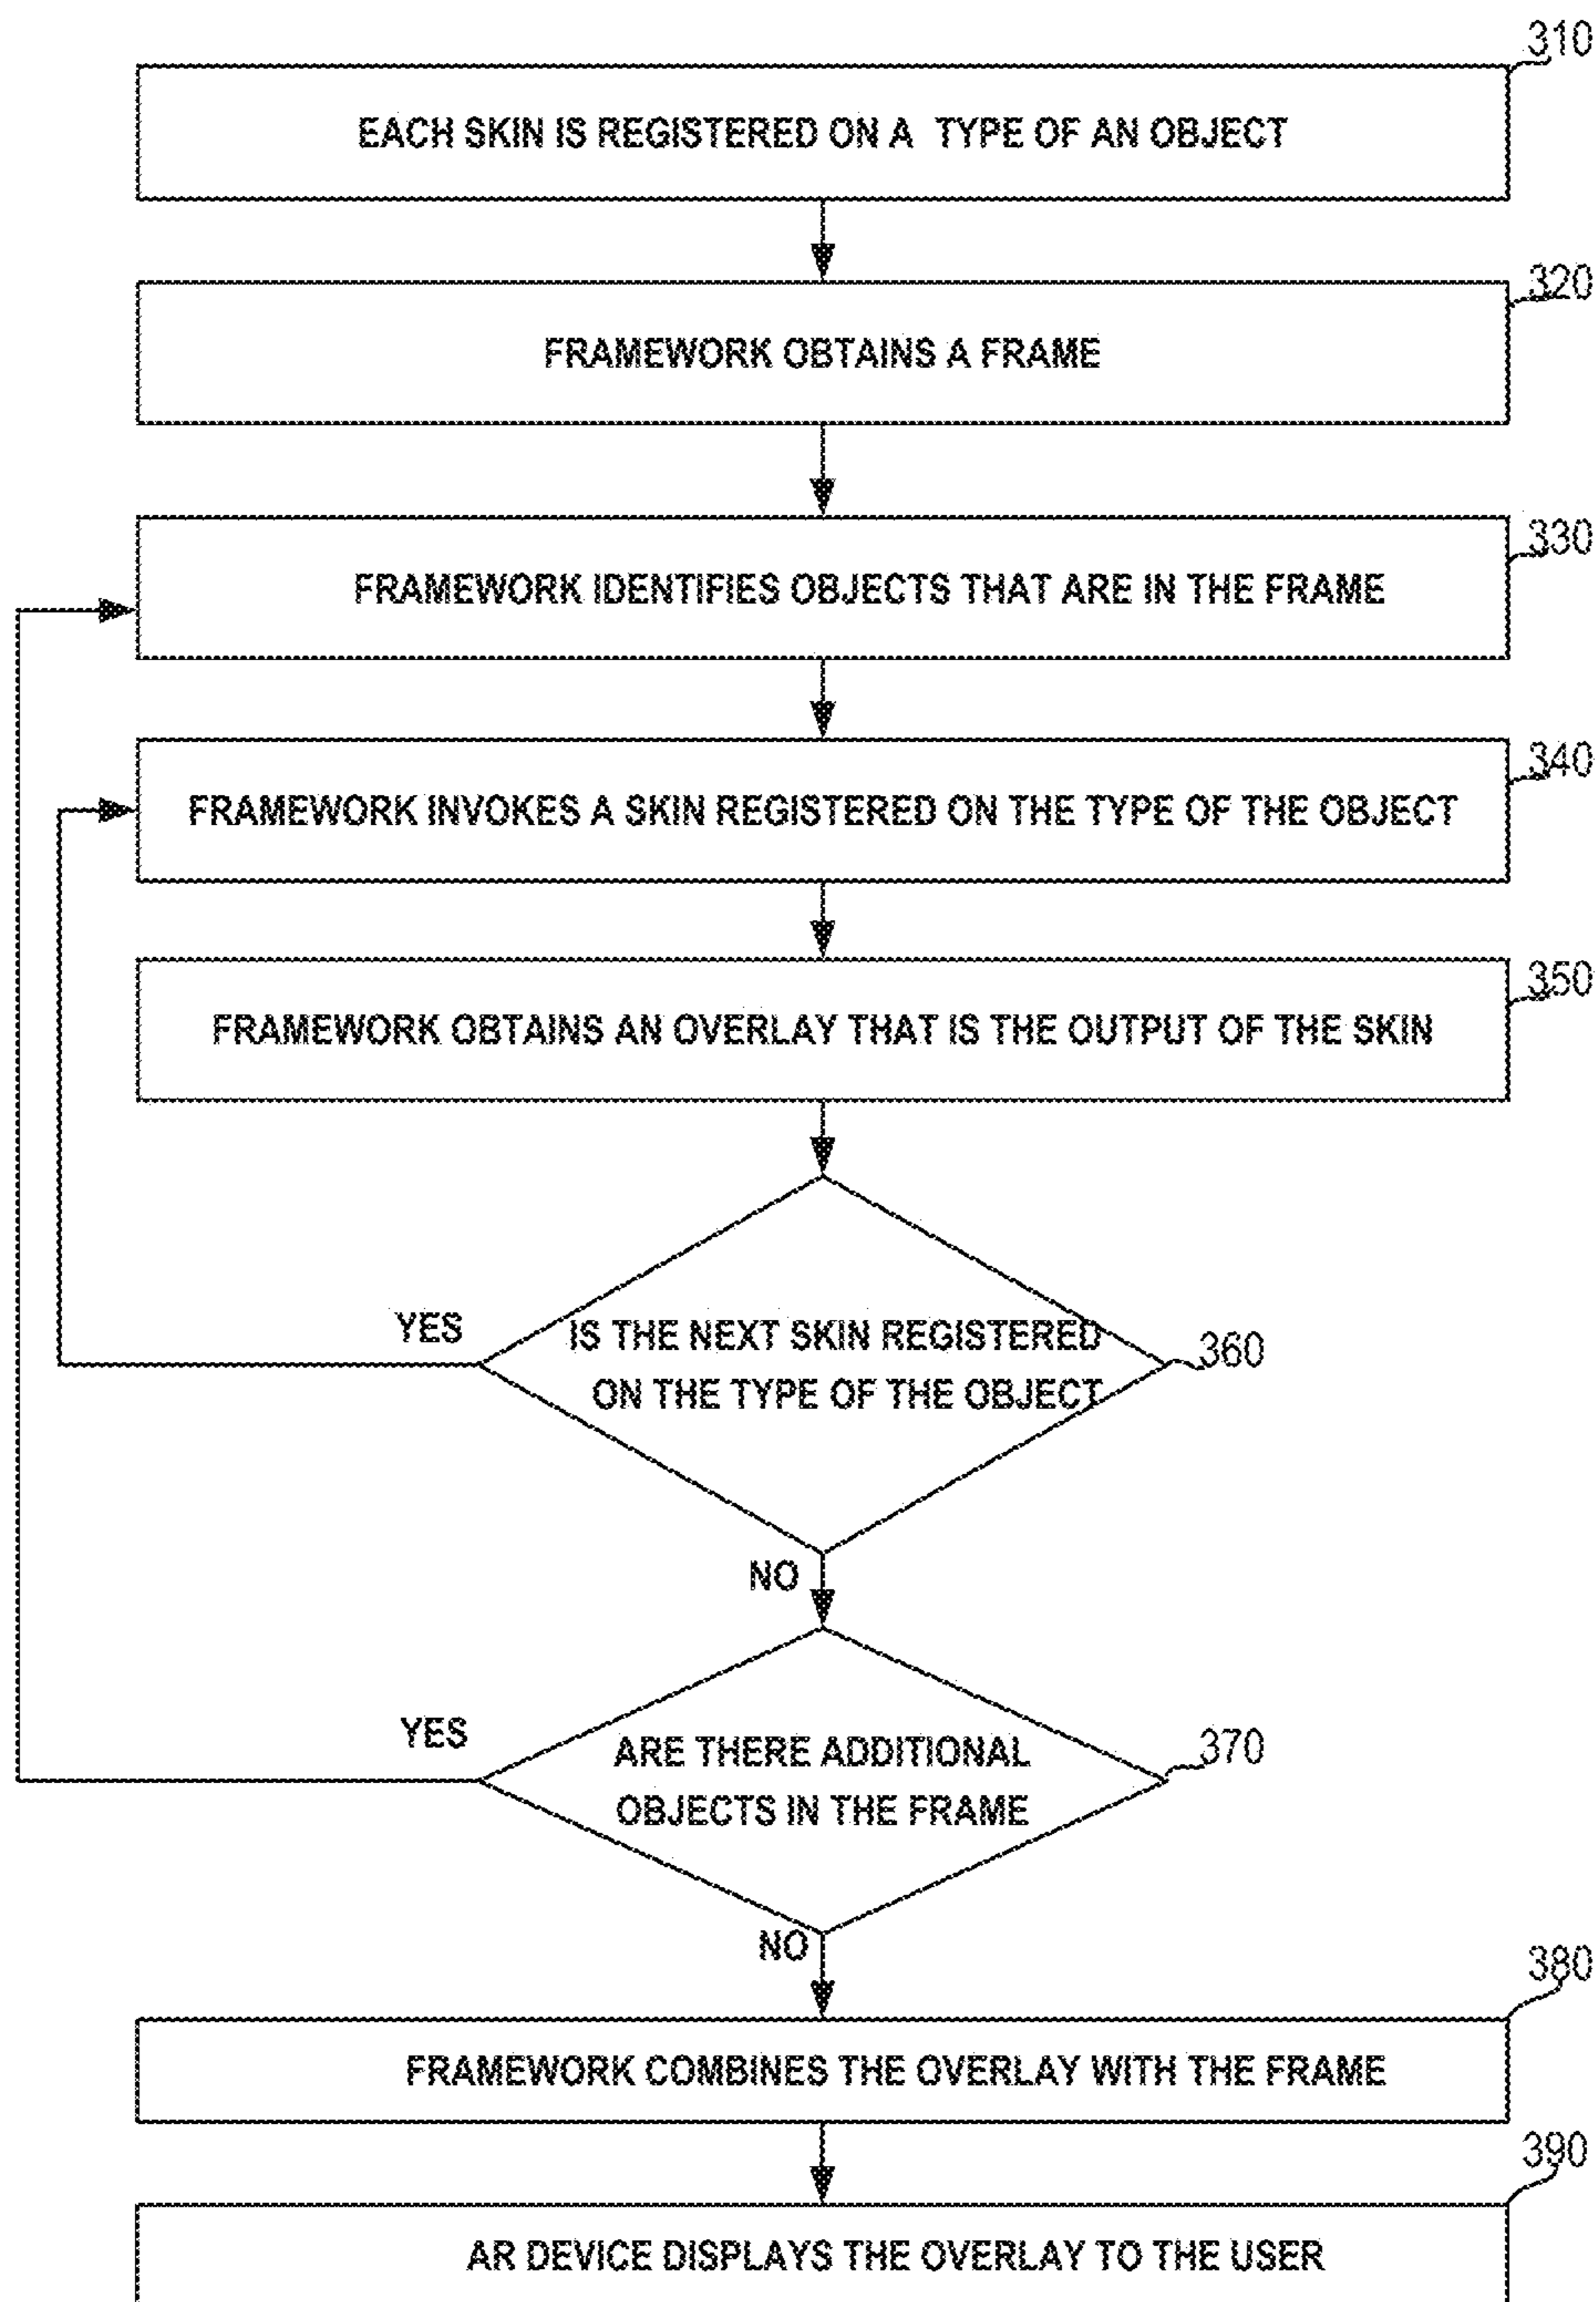 310
EACH SKIN IS REGISTERED ON A TYPE OF AN OBJECT
320
FRAMEWORK OBTAINS A FRAME
330
FRAMEWORK IDENTIFIES OBJECTS THAT ARE IN THE FRAME
340
FRAMEWORK INVOKES A SKIN REGISTERED ON THE TYPE OF THE OBJECT
350
FRAMEWORK OBTAINS AN OVERLAY THAT IS THE OUTPUT OF THE SKIN
YES
IS THE NEXT SKIN REGISTERED
ON THE TYPE OF THE OBJECT
360
NO
YES
ARE THERE ADDITIONAL
OBJECTS IN THE FRAME
370
NO
380
FRAMEWORK COMBINES THE OVERLAY WITH THE FRAME
390
AR DEVICE DISPLAYS THE OVERLAY TO THE USER